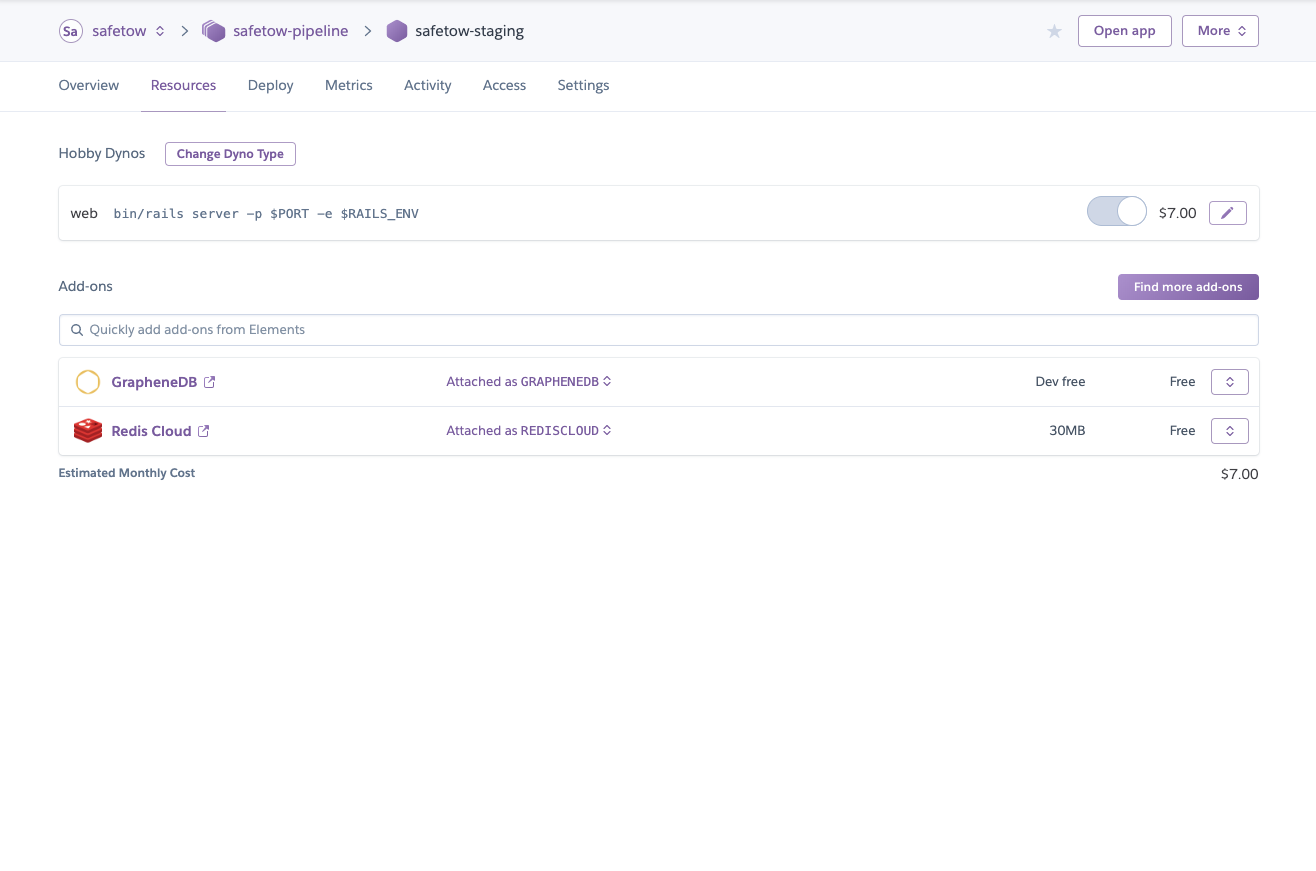 Sa safetow safetow-pipeline safetow-staging Open app More
Overview Resources Deploy Metrics Activity Access Settings
Hobby Dynos Change Dyno Type
web bin/rails server -p $PORT -e $RAILS_ENV $7.00
Add-ons Find more add-ons
Quickly add add-ons from Elements
GrapheneDB Attached as GRAPHENEDB Dev free Free
Redis Cloud Attached as REDISCLOUD 30MB Free
Estimated Monthly Cost $7.00